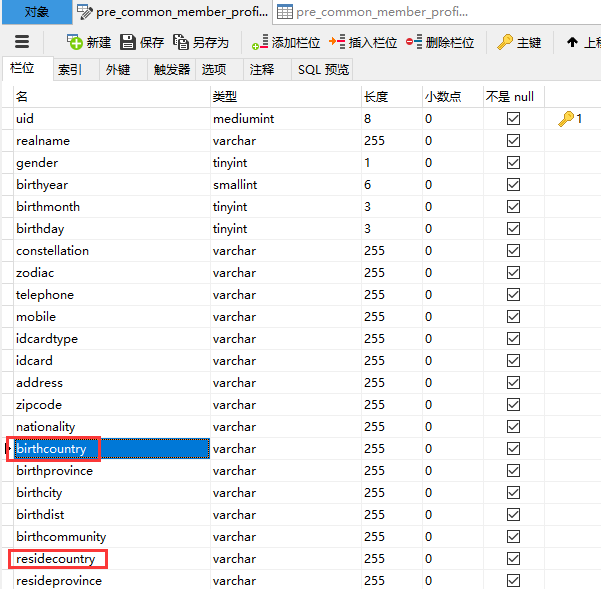 对象 pre_common_member_profi... pre_common_member_profi...
新建 保存 另存为 添加栏位 插入栏位 删除栏位 主键
栏位 索引 外键 触发器 选项 注释 SQL 预览
名 类型 长度 小数点 不是 null
uid mediumint 8 0 1
realname varchar 255 0
gender tinyint 1 0
birthyear smallint 6 0
birthmonth tinyint 3 0
birthday tinyint 3 0
constellation varchar 255 0
zodiac varchar 255 0
telephone varchar 255 0
mobile varchar 255 0
idcardtype varchar 255 0
idcard varchar 255 0
address varchar 255 0
zipcode varchar 255 0
nationality varchar 255 0
birthcountry varchar 255 0
birthprovince varchar 255 0
birthcity varchar 255 0
birthdist varchar 255 0
birthcommunity varchar 255 0
residecountry varchar 255 0
resideprovince varchar 255 0